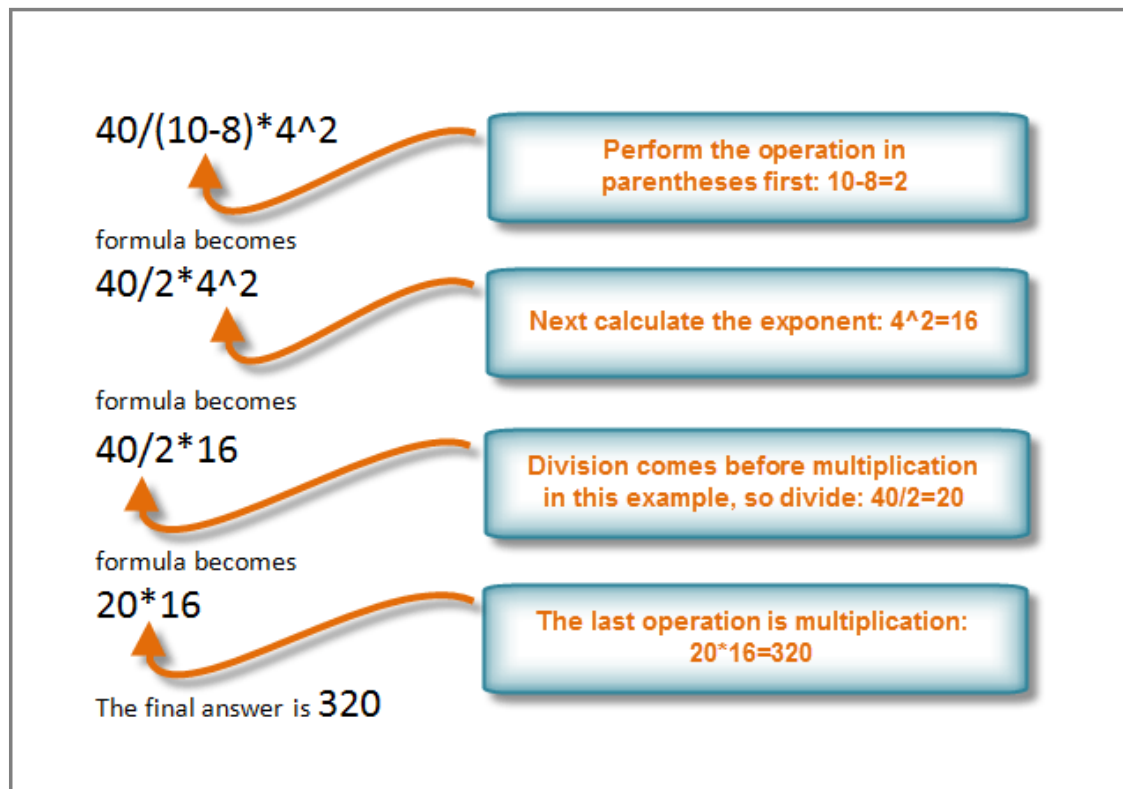 40/(10-8)*4^2
Perform the operation in
parentheses first: 10-8=2
formula becomes
40/2*4^2
Next calculate the exponent: 4^2=16
formula becomes
40/2*16
Division comes before multiplication
in this example, so divide: 40/2=20
formula becomes
20*16
The last operation is multiplication:
20*16=320
The final answer is 320